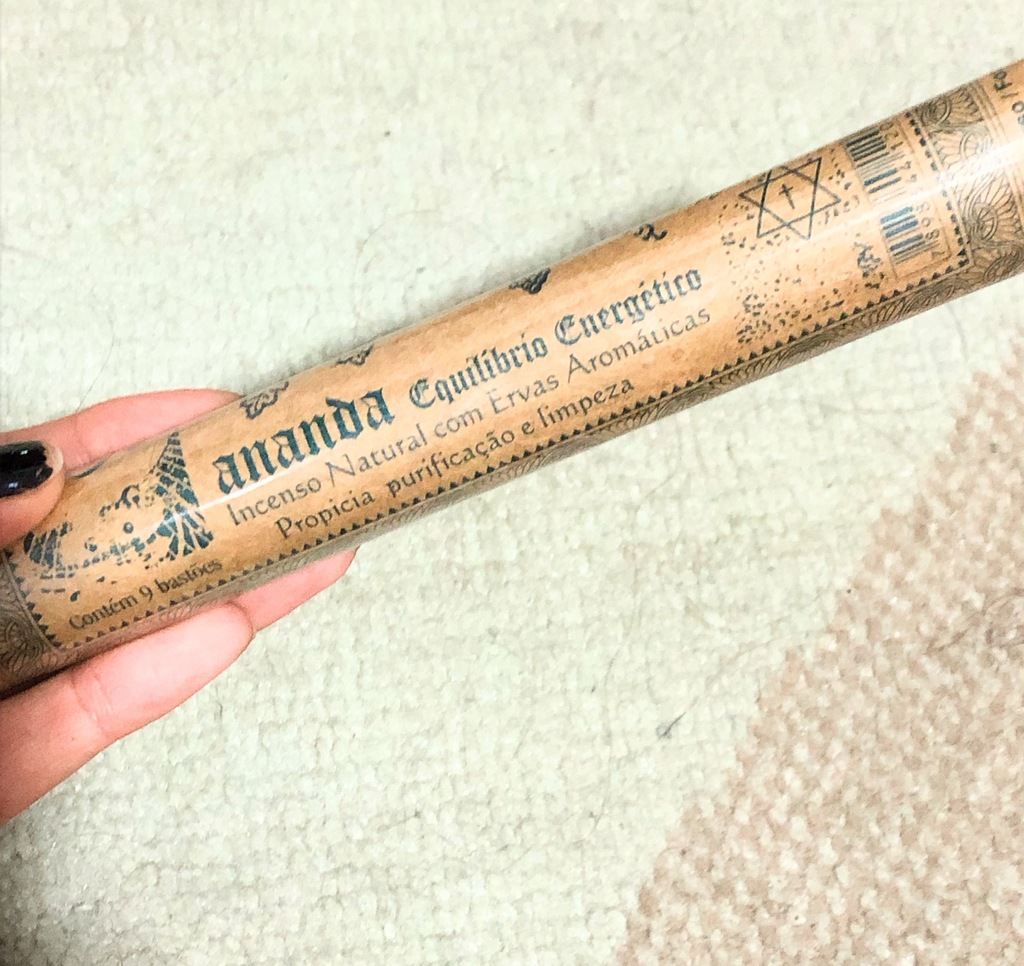 ananda Equilíbrio Energético
Incenso Natural com Ervas Aromáticas
Propicia purificação e limpeza
Contém 9 bastões